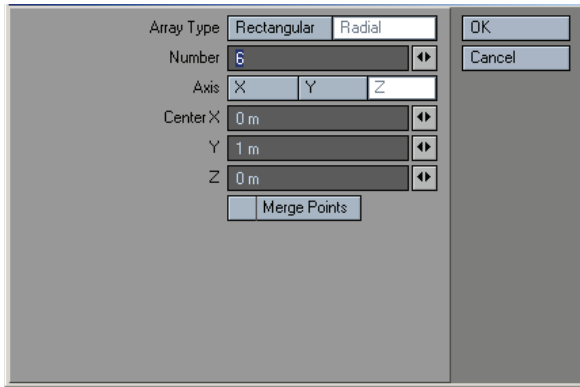 Array Type Rectangular Radial OK
Number 6 Cancel
Axis X Y Z
Center X 0 m
Y 1 m
Z 0 m
Merge Points